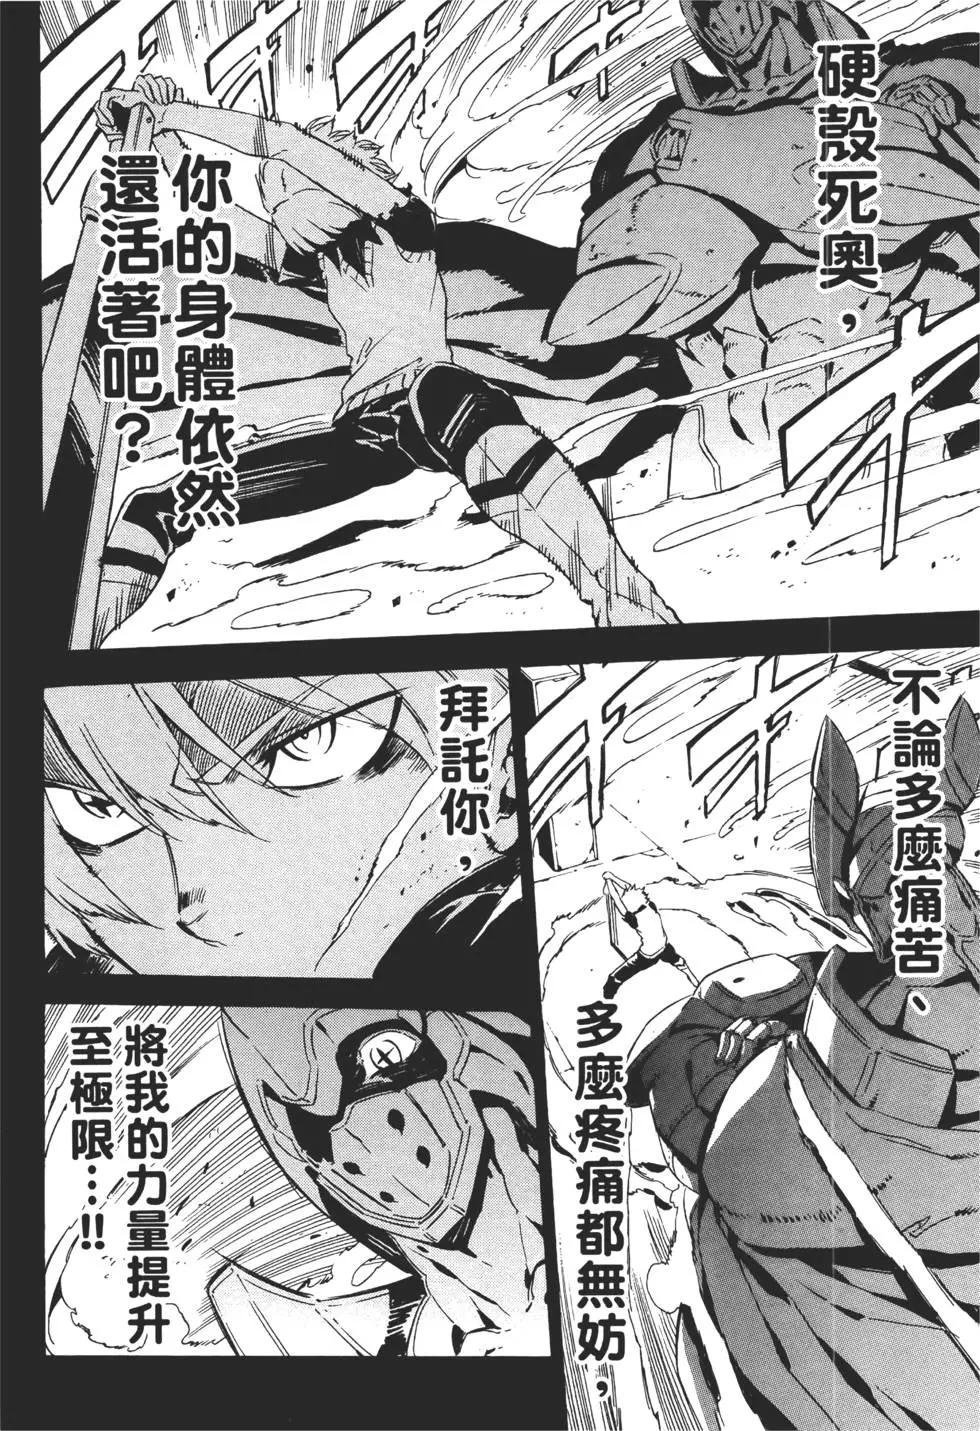 硬殼死奧，
你的身體依然
還活著吧？
不論多麼痛苦、
多麼疼痛都無妨，
拜託你，
將我的力量提升
至極限…!!